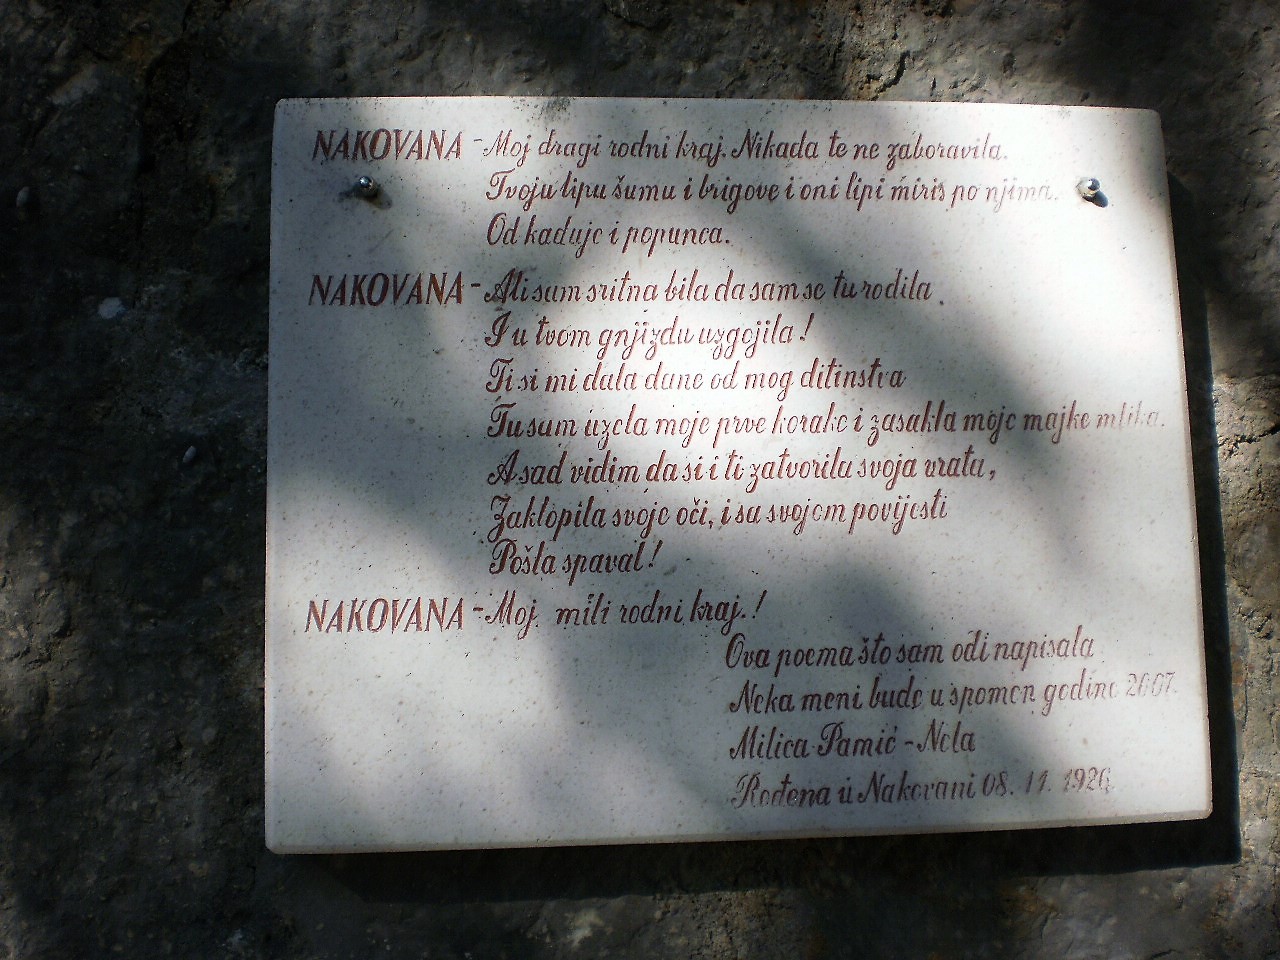 NAKOVANA - Moj dragi rodni kraj. Nikada te ne zaboravila.
Tvoju lipu šumu i brigove i oni lipi miris po njima.
Od kaduje i popunca.
NAKOVANA - Ali sam sritna bila da sam se tu rodila.
I u tvom gnjizdu uzgojila!
Ti si mi dala dane od mog ditinstva
Tu sam uzela moje prve korake i zasakla moje majke mlika.
A sad vidim da si i ti zatvorila svoja vrata,
Zaklopila svoje oči, i sa svojom povijesti
Pošla spaval!
NAKOVANA - Moj mili rodni kraj.!
Ova poema što sam odi napisala
Neka meni bude u spomen godine 2007.
Milica Pamić - Nela
Rođena u Nakovani 08. 11. 1926.